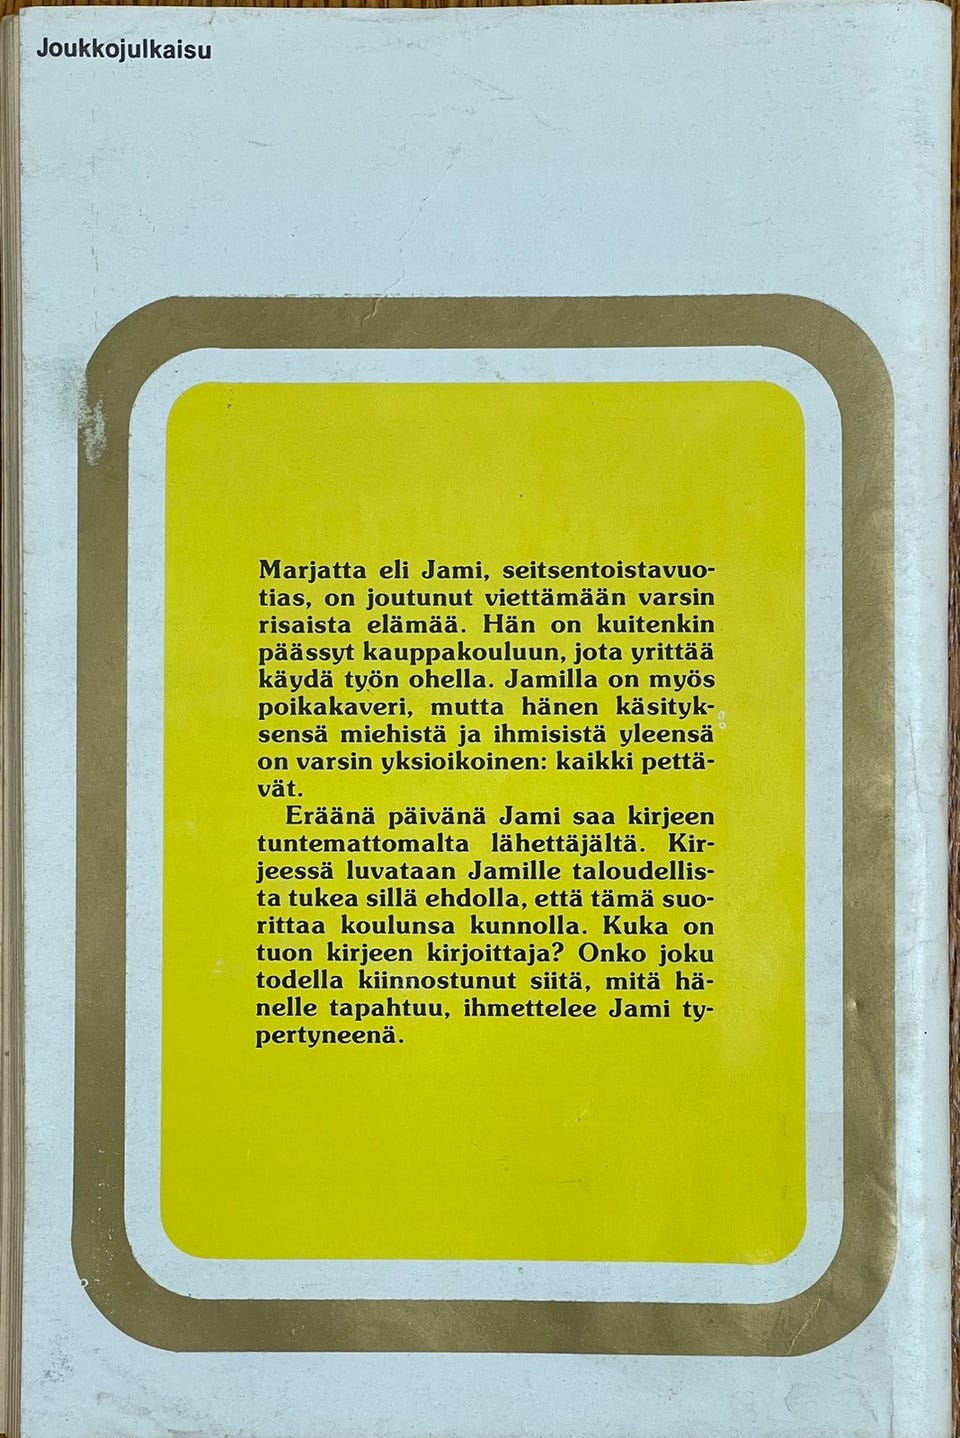 Joukkojulkaisu
Marjatta eli Jami, seitsentoistavuo-
tias, on joutunut viettämään varsin
risaista elämää. Hän on kuitenkin
päässyt kauppakouluun, jota yrittää
käydä työn ohella. Jamilla on myös
poikakaveri, mutta hänen käsityk-
sensä miehistä ja ihmisistä yleensä
on varsin yksioikoinen: kaikki pettä-
vät.
Eräänä päivänä Jami saa kirjeen
tuntemattomalta lähettäjältä. Kir-
jeessä luvataan Jamille taloudellis-
ta tukea sillä ehdolla, että tämä suo-
rittaa koulunsa kunnolla. Kuka on
tuon kirjeen kirjoittaja? Onko joku
todella kiinnostunut siitä, mitä hä-
nelle tapahtuu, ihmettelee Jami ty-
pertyneenä.